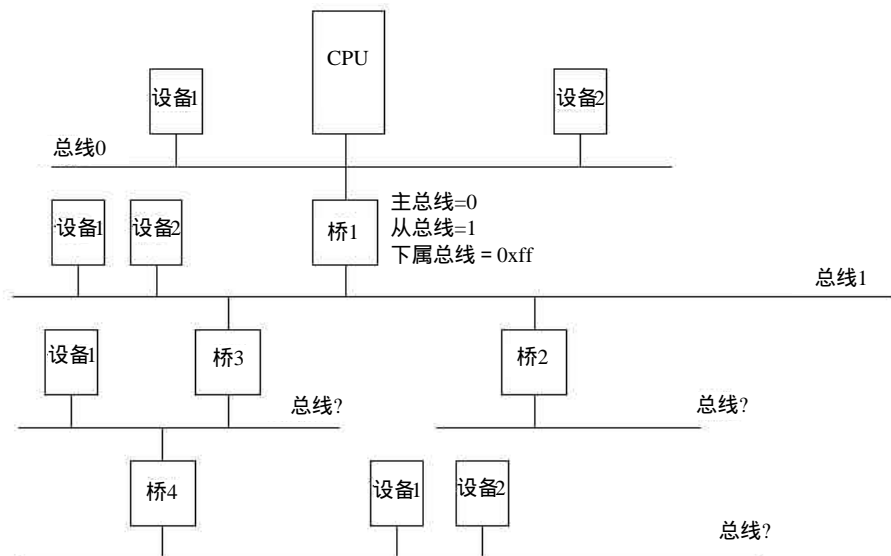 CPU
设备1
设备2
总线0
设备1
设备2
桥1
主总线=0
从总线=1
下属总线 = 0xff
总线1
设备1
桥3
桥2
总线?
总线?
桥4
设备1
设备2
总线?